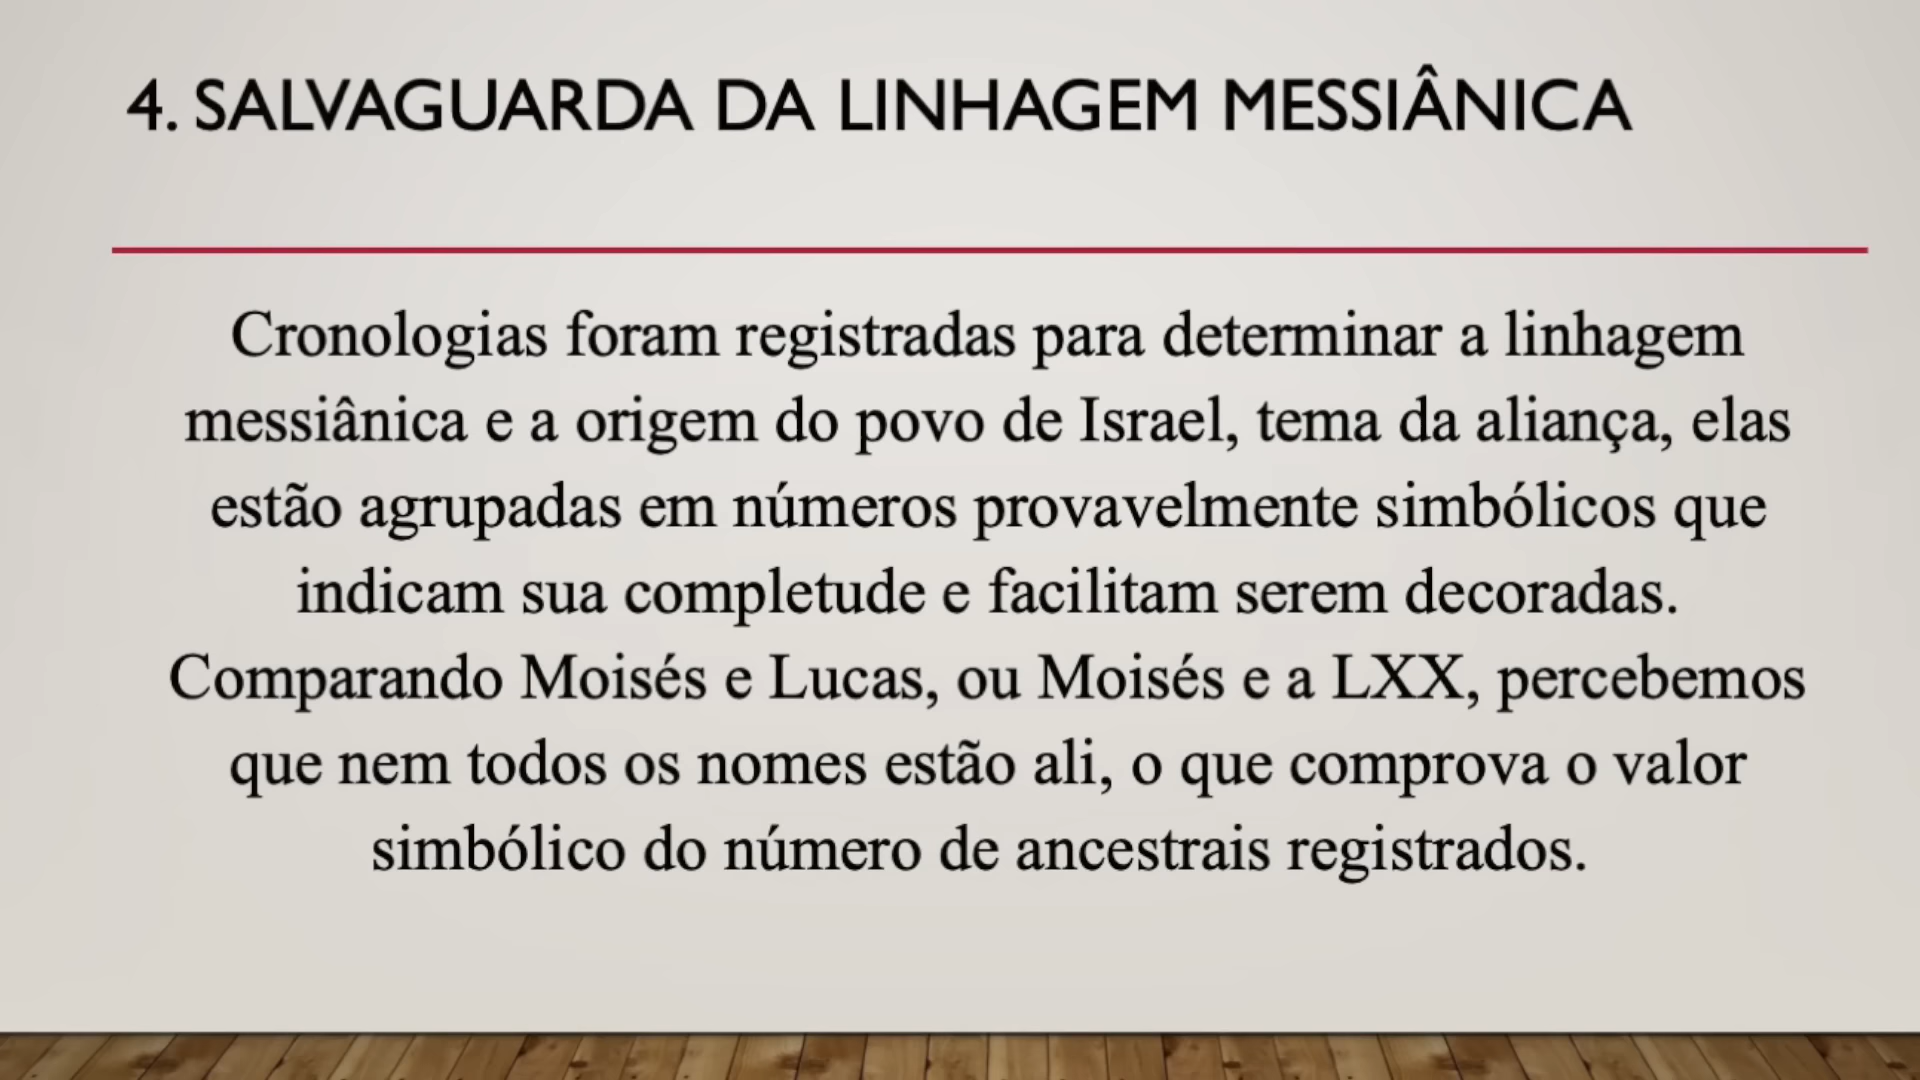 4. SALVAGUARDA DA LINHAGEM MESSIÂNICA
Cronologias foram registradas para determinar a linhagem
messiânica e a origem do povo de Israel, tema da aliança, elas
estão agrupadas em números provavelmente simbólicos que
indicam sua completude e facilitam serem decoradas.
Comparando Moisés e Lucas, ou Moisés e a LXX, percebemos
que nem todos os nomes estão ali, o que comprova o valor
simbólico do número de ancestrais registrados.